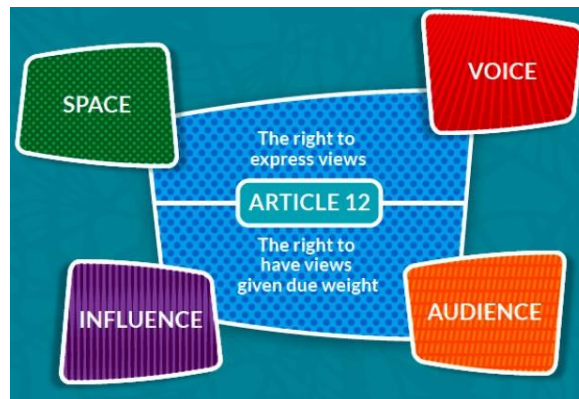 SPACE
VOICE
The right to
express views
ARTICLE 12
The right to
have views
given due weight
INFLUENCE
AUDIENCE